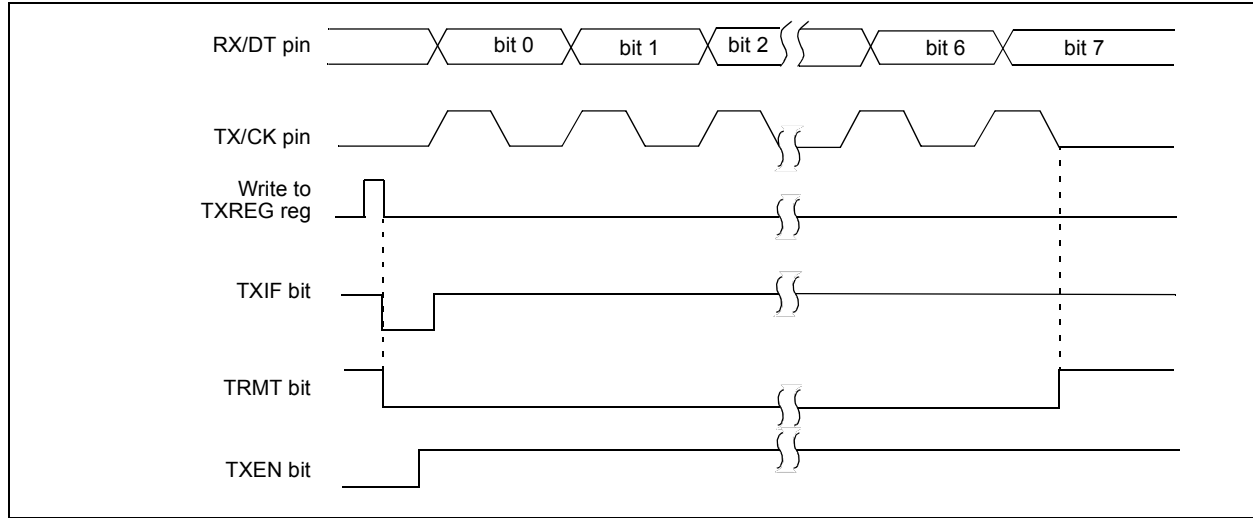 RX/DT pin
bit 0 bit 1 bit 2 bit 6 bit 7
TX/CK pin
Write to
TXREG reg
TXIF bit
TRMT bit
TXEN bit